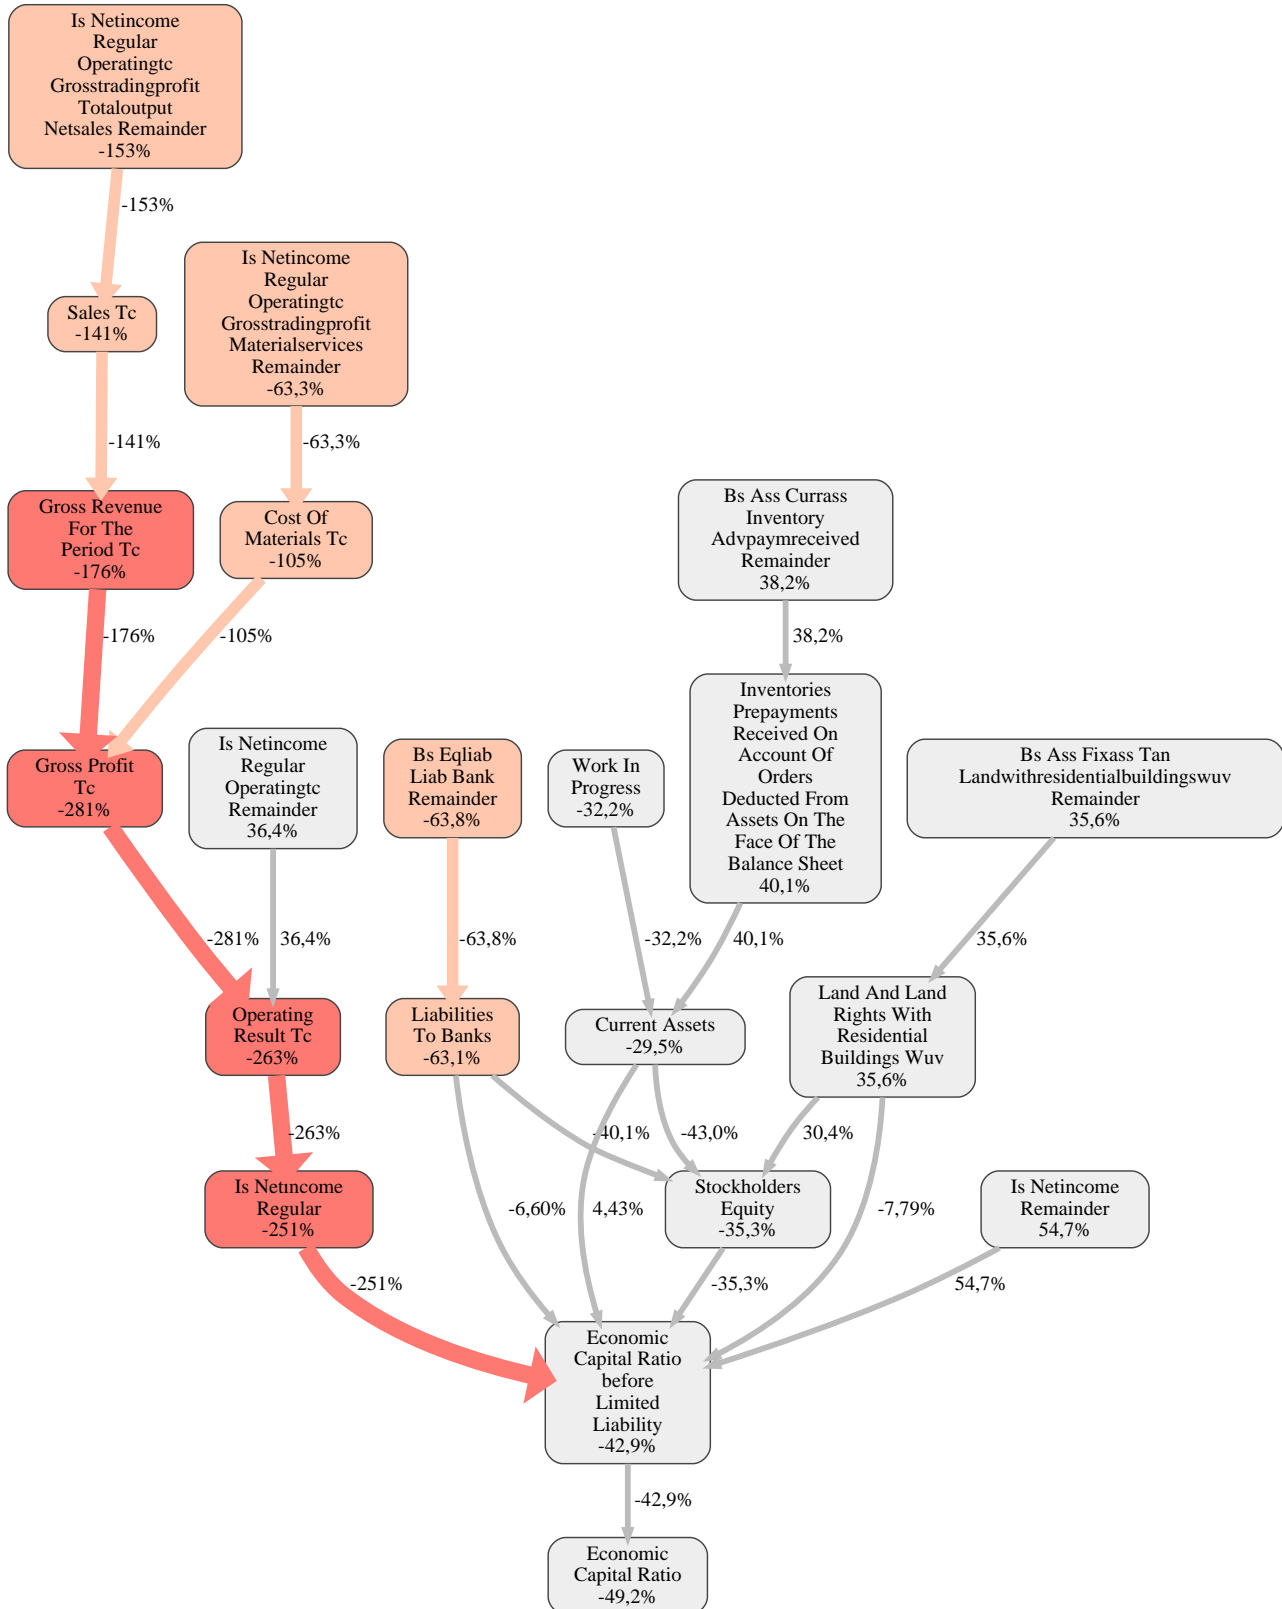 Is Netincome
Regular
Operatingtc
Grosstradingprofit
Totaloutput
Netsales Remainder
-153%
-153%
Is Netincome
Regular
Operatingtc
Grosstradingprofit
Materialservices
Remainder
-63,3%
Sales Tc
-141%
-141%
-63,3%
Gross Revenue
For The
Period Tc
-176%
Cost Of
Materials Tc
-105%
Bs Ass Currass
Inventory
Advpaymreceived
Remainder
38,2%
-176%
-105%
38,2%
Gross Profit
Tc
-281%
Is Netincome
Regular
Operatingtc
Remainder
36,4%
Bs Eqliab
Liab Bank
Remainder
-63,8%
Work In
Progress
-32,2%
Inventories
Prepayments
Received On
Account Of
Orders
Deducted From
Assets On The
Face Of The
Balance Sheet
40,1%
Bs Ass Fixass Tan
Landwithresidentialbuildingswuv
Remainder
35,6%
-281%
36,4%
-63,8%
-32,2%
40,1%
35,6%
Operating
Result Tc
-263%
Liabilities
To Banks
-63,1%
Current Assets
-29,5%
Land And Land
Rights With
Residential
Buildings Wuv
35,6%
-263%
-40,1%
-43,0%
30,4%
Is Netincome
Regular
-251%
-6,60%
4,43%
Stockholders
Equity
-35,3%
-7,79%
Is Netincome
Remainder
54,7%
-251%
-35,3%
54,7%
Economic
Capital Ratio
before
Limited
Liability
-42,9%
-42,9%
Economic
Capital Ratio
-49,2%